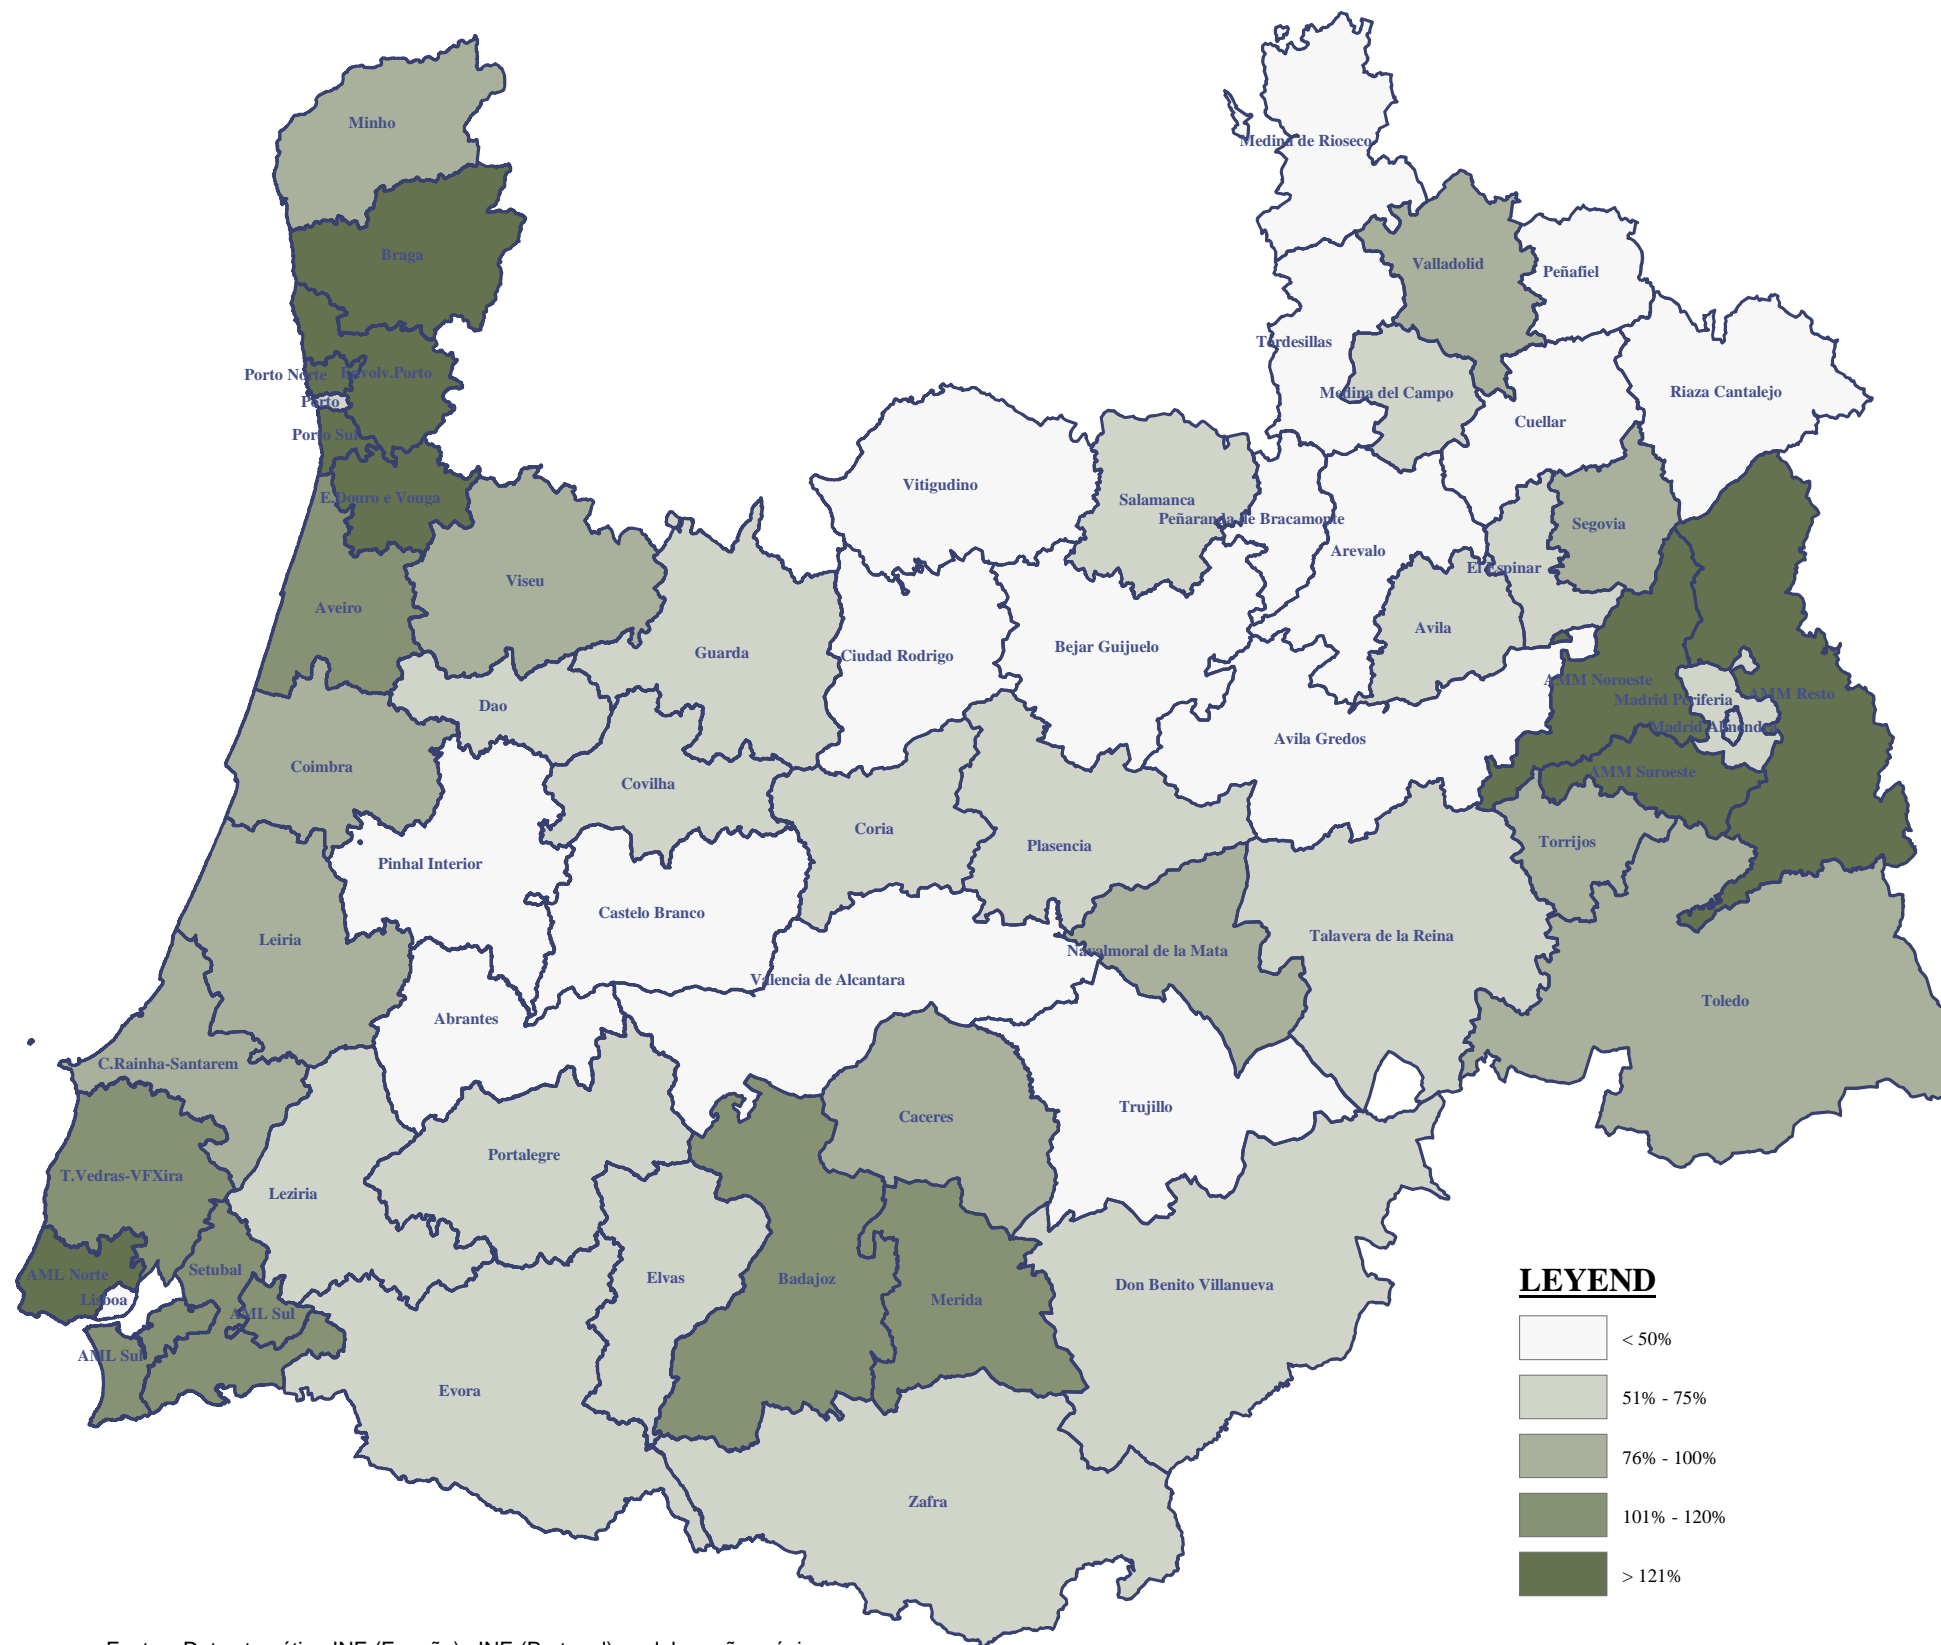 Minho
Medina de Rioseco
Braga
Valladolid
Peñafiel
Tordesillas
Porto Norte
Envolv.Porto
Medina del Campo
Riaza Cantalejo
Porto
Cuellar
Porto Sul
Vitigudino
E.Douro e Vouga
Salamanca
Peñaranda de Bracamonte
Segovia
Arevalo
El Espinar
Viseu
Aveiro
Avila
Guarda
Ciudad Rodrigo
Bejar Guijuelo
AMM Noroeste
AMM Resto
Madrid Periferia
Dao
Madrid Almendra
Avila Gredos
Coimbra
AMM Suroeste
Covilha
Coria
Plasencia
Torrijos
Pinhal Interior
Castelo Branco
Leiria
Talavera de la Reina
Navalmoral de la Mata
Valencia de Alcantara
Toledo
Abrantes
C.Rainha-Santarem
Caceres
Trujillo
Portalegre
T.Vedras-VFXira
Leziria
Setubal
AML Norte
Elvas
Badajoz
Don Benito Villanueva
Lisboa
Merida
AML Sul
AML Sul
Evora
Zafra
LEYEND
< 50%
51% - 75%
76% - 100%
101% - 120%
> 121%